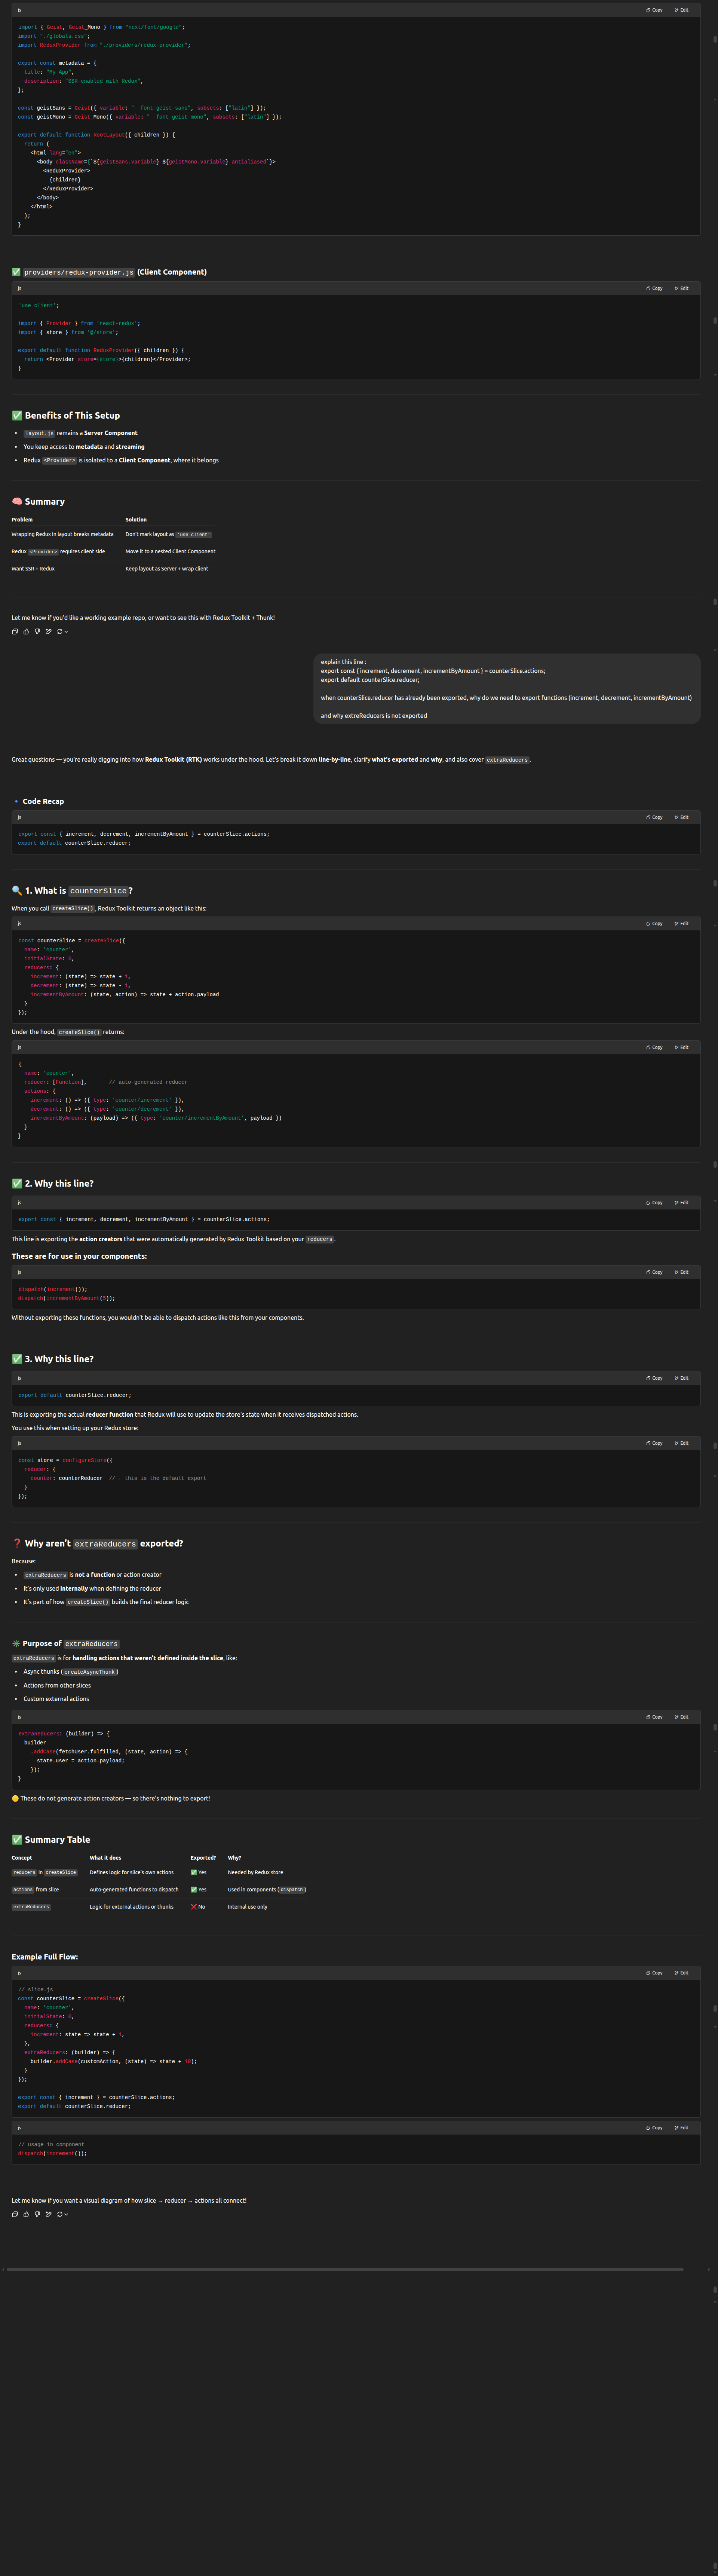 js Copy Edit
import { Geist, Geist_Mono } from "next/font/google";
import "./globals.css";
import ReduxProvider from "./providers/redux-provider";
export const metadata = {
title: "My App",
description: "SSR-enabled with Redux",
};
const geistSans = Geist({ variable: "--font-geist-sans", subsets: ["latin"] });
const geistMono = Geist_Mono({ variable: "--font-geist-mono", subsets: ["latin"] });
export default function RootLayout({ children }) {
return (
<html lang="en">
<body className={`${geistSans.variable} ${geistMono.variable} antialiased`}>
<ReduxProvider>
{children}
</ReduxProvider>
</body>
</html>
);
}
✅ providers/redux-provider.js (Client Component)
js Copy Edit
'use client';
import { Provider } from 'react-redux';
import { store } from '@/store';
export default function ReduxProvider({ children }) {
return <Provider store={store}>{children}</Provider>;
}
✅ Benefits of This Setup
• layout.js remains a Server Component
• You keep access to metadata and streaming
• Redux <Provider> is isolated to a Client Component, where it belongs
🧠 Summary
Problem Solution
Wrapping Redux in layout breaks metadata Don't mark layout as 'use client'
Redux <Provider> requires client side Move it to a nested Client Component
Want SSR + Redux Keep layout as Server + wrap client
Let me know if you'd like a working example repo, or want to see this with Redux Toolkit + Thunk!
explain this line :
export const { increment, decrement, incrementByAmount } = counterSlice.actions;
export default counterSlice.reducer;
when counterSlice.reducer has already been exported, why do we need to export functions (increment, decrement, incrementByAmount)
and why extreReducers is not exported
Great questions — you're really digging into how Redux Toolkit (RTK) works under the hood. Let's break it down line-by-line, clarify what's exported and why, and also cover extraReducers.
🔹 Code Recap
js Copy Edit
export const { increment, decrement, incrementByAmount } = counterSlice.actions;
export default counterSlice.reducer;
🔍 1. What is counterSlice?
When you call createSlice(), Redux Toolkit returns an object like this:
js Copy Edit
const counterSlice = createSlice({
name: 'counter',
initialState: 0,
reducers: {
increment: (state) => state + 1,
decrement: (state) => state - 1,
incrementByAmount: (state, action) => state + action.payload
}
});
Under the hood, createSlice() returns:
js Copy Edit
{
name: 'counter',
reducer: [Function], // auto-generated reducer
actions: {
increment: () => ({ type: 'counter/increment' }),
decrement: () => ({ type: 'counter/decrement' }),
incrementByAmount: (payload) => ({ type: 'counter/incrementByAmount', payload })
}
}
✅ 2. Why this line?
js Copy Edit
export const { increment, decrement, incrementByAmount } = counterSlice.actions;
This line is exporting the action creators that were automatically generated by Redux Toolkit based on your reducers.
These are for use in your components:
js Copy Edit
dispatch(increment());
dispatch(incrementByAmount(5));
Without exporting these functions, you wouldn't be able to dispatch actions like this from your components.
✅ 3. Why this line?
js Copy Edit
export default counterSlice.reducer;
This is exporting the actual reducer function that Redux will use to update the store's state when it receives dispatched actions.
You use this when setting up your Redux store:
js Copy Edit
const store = configureStore({
reducer: {
counter: counterReducer // ← this is the default export
}
});
❓ Why aren't extraReducers exported?
Because:
• extraReducers is not a function or action creator
• It's only used internally when defining the reducer
• It's part of how createSlice() builds the final reducer logic
✳️ Purpose of extraReducers
extraReducers is for handling actions that weren't defined inside the slice, like:
• Async thunks (createAsyncThunk)
• Actions from other slices
• Custom external actions
js Copy Edit
extraReducers: (builder) => {
builder
.addCase(fetchUser.fulfilled, (state, action) => {
state.user = action.payload;
});
}
🟡 These do not generate action creators — so there's nothing to export!
✅ Summary Table
Concept What it does Exported? Why?
reducers in createSlice Defines logic for slice's own actions ✅ Yes Needed by Redux store
actions from slice Auto-generated functions to dispatch ✅ Yes Used in components (dispatch)
extraReducers Logic for external actions or thunks ❌ No Internal use only
Example Full Flow:
js Copy Edit
// slice.js
const counterSlice = createSlice({
name: 'counter',
initialState: 0,
reducers: {
increment: state => state + 1,
},
extraReducers: (builder) => {
builder.addCase(customAction, (state) => state + 10);
}
});
export const { increment } = counterSlice.actions;
export default counterSlice.reducer;
js Copy Edit
// usage in component
dispatch(increment());
Let me know if you want a visual diagram of how slice → reducer → actions all connect!